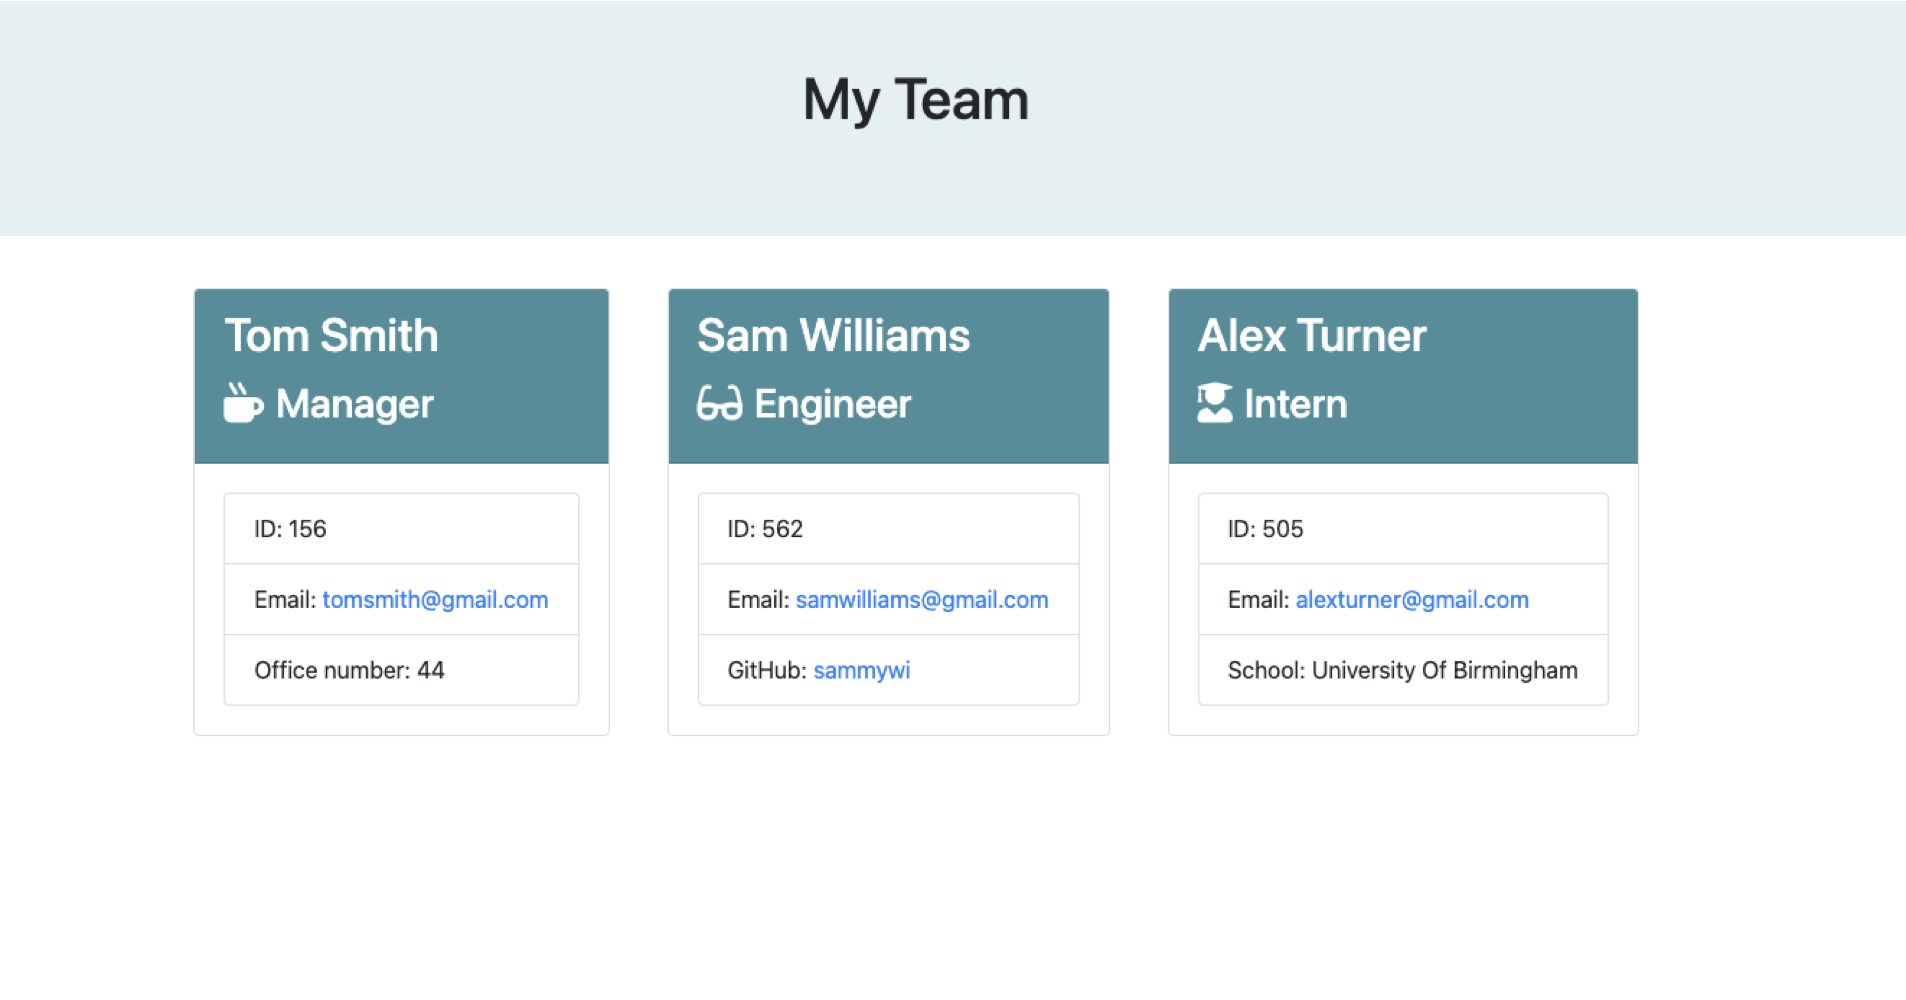 My Team
Tom Smith
Manager
ID: 156
Email: tomsmith@gmail.com
Office number: 44
Sam Williams
Engineer
ID: 562
Email: samwilliams@gmail.com
GitHub: sammywi
Alex Turner
Intern
ID: 505
Email: alexturner@gmail.com
School: University Of Birmingham